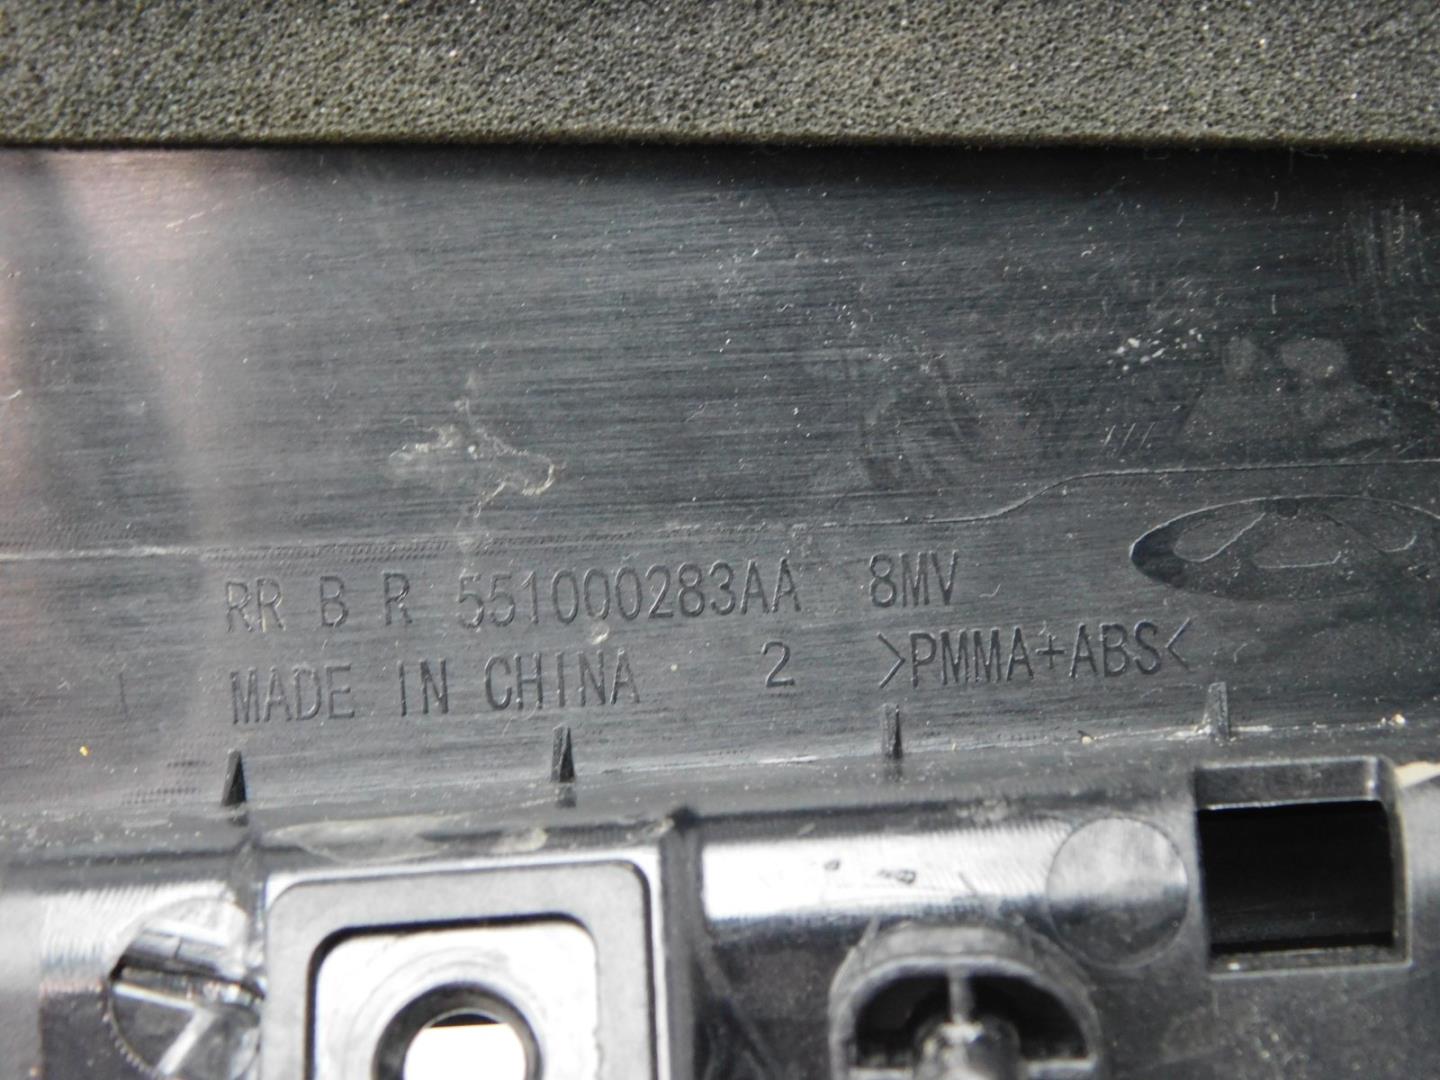 RR B R 551000283AA 8MV
MADE IN CHINA 2 >PMMA+ABS<